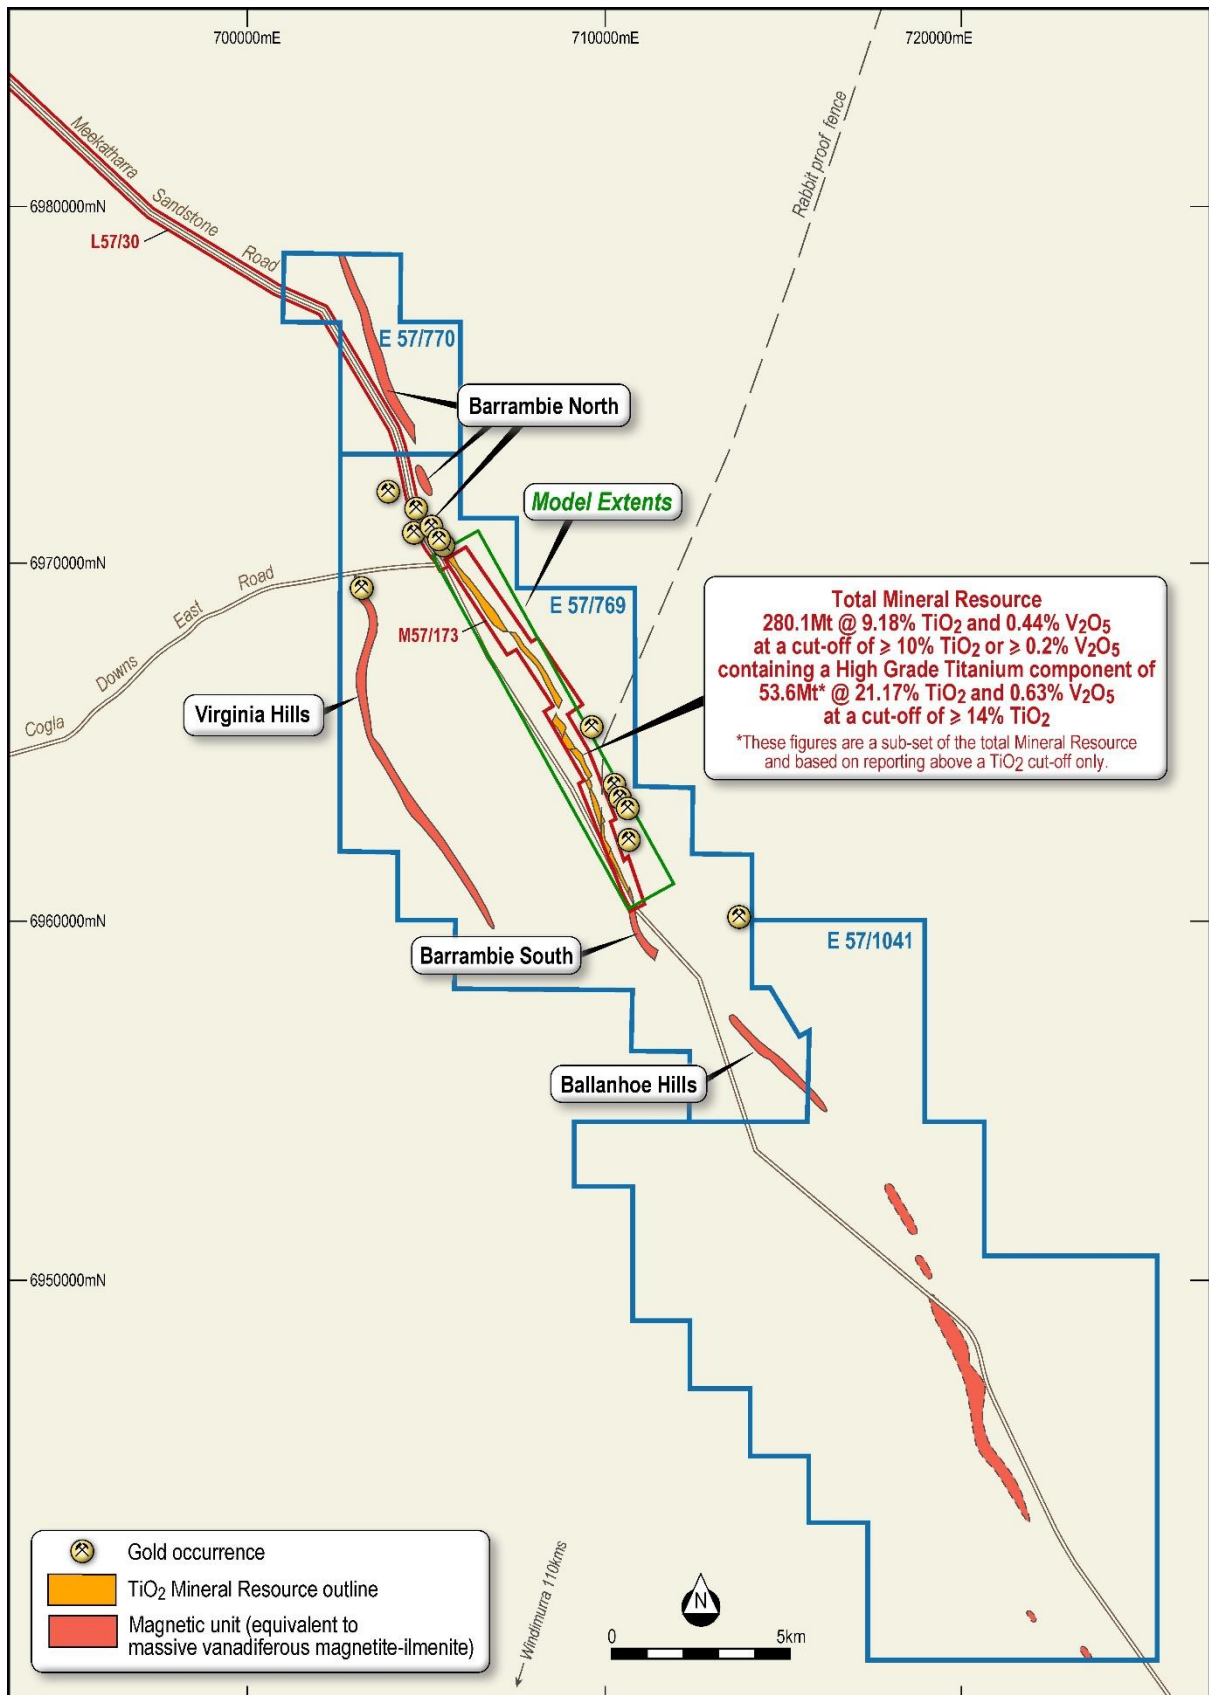 700000mE
710000mE
720000mE
Rabbit proof fence
Meekatharra
Sandstone
Road
6980000mN
L57/30
E 57/770
Barrambie North
Model Extents
6970000mN
Cogla Downs East Road
M57/173
E 57/769
Total Mineral Resource
280.1Mt @ 9.18% TiO₂ and 0.44% V₂O₅
at a cut-off of ⩾ 10% TiO₂ or ⩾ 0.2% V₂O₅
containing a High Grade Titanium component of
53.6Mt* @ 21.17% TiO₂ and 0.63% V₂O₅
at a cut-off of ⩾ 14% TiO₂
*These figures are a sub-set of the total Mineral Resource
and based on reporting above a TiO₂ cut-off only.
Virginia Hills
6960000mN
Barrambie South
E 57/1041
Ballanhoe Hills
6950000mN
Gold occurrence
TiO₂ Mineral Resource outline
Magnetic unit (equivalent to
massive vanadiferous magnetite-ilmenite)
Windimurra 110kms
N
0 5km